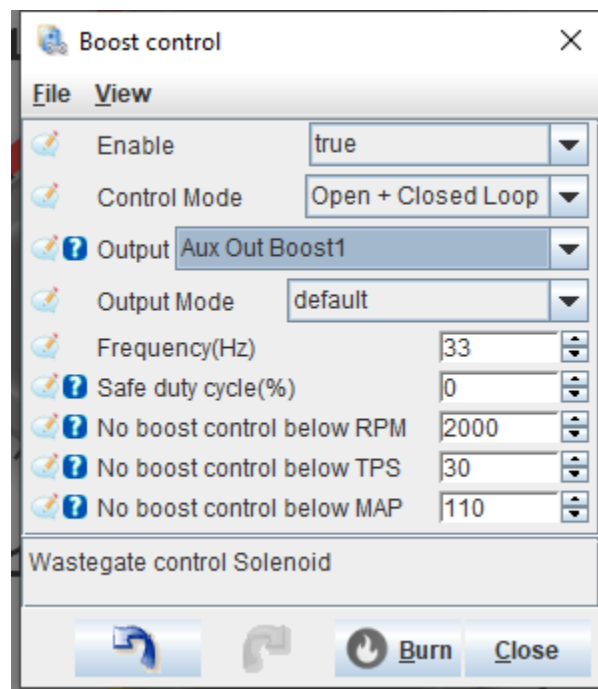 Boost control
File View
Enable true
Control Mode Open + Closed Loop
Output Aux Out Boost1
Output Mode default
Frequency(Hz) 33
Safe duty cycle(%) 0
No boost control below RPM 2000
No boost control below TPS 30
No boost control below MAP 110
Wastegate control Solenoid
Burn Close